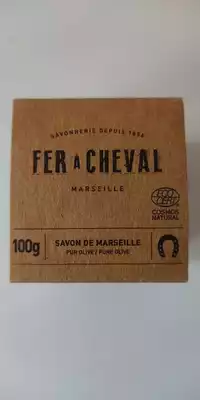 SAVONNERIE DEPUIS 1856
FER À CHEVAL
MARSEILLE
ECO
CERT
COSMOS
NATURAL
100g
SAVON DE MARSEILLE
PUR OLIVE / PURE OLIVE